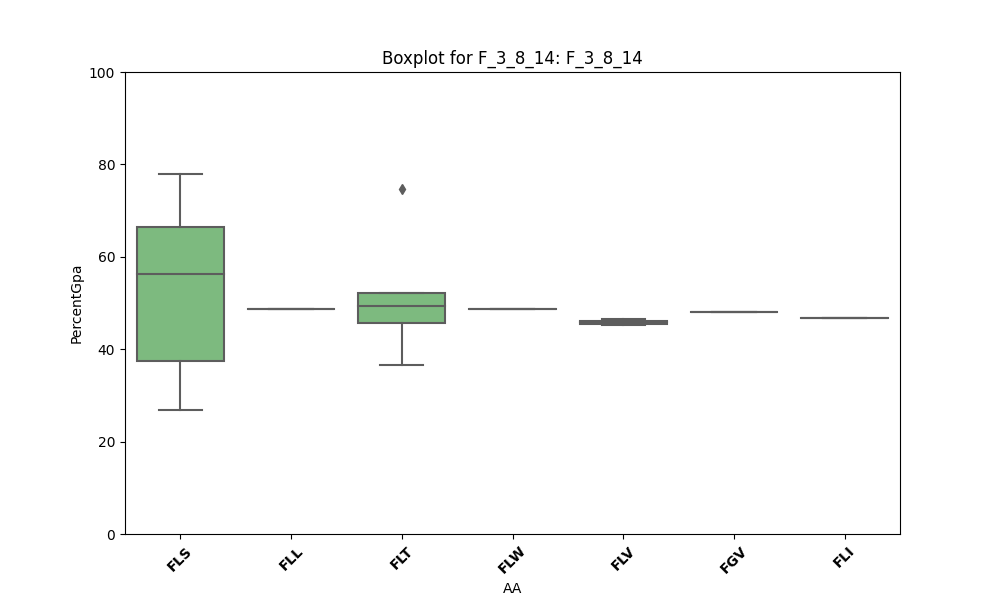 Boxplot for F_3_8_14: F_3_8_14
100
80
60
40
20
0
PercentGpa
FLS
FLL
FLT
FLW
FLV
FGV
FLI
AA